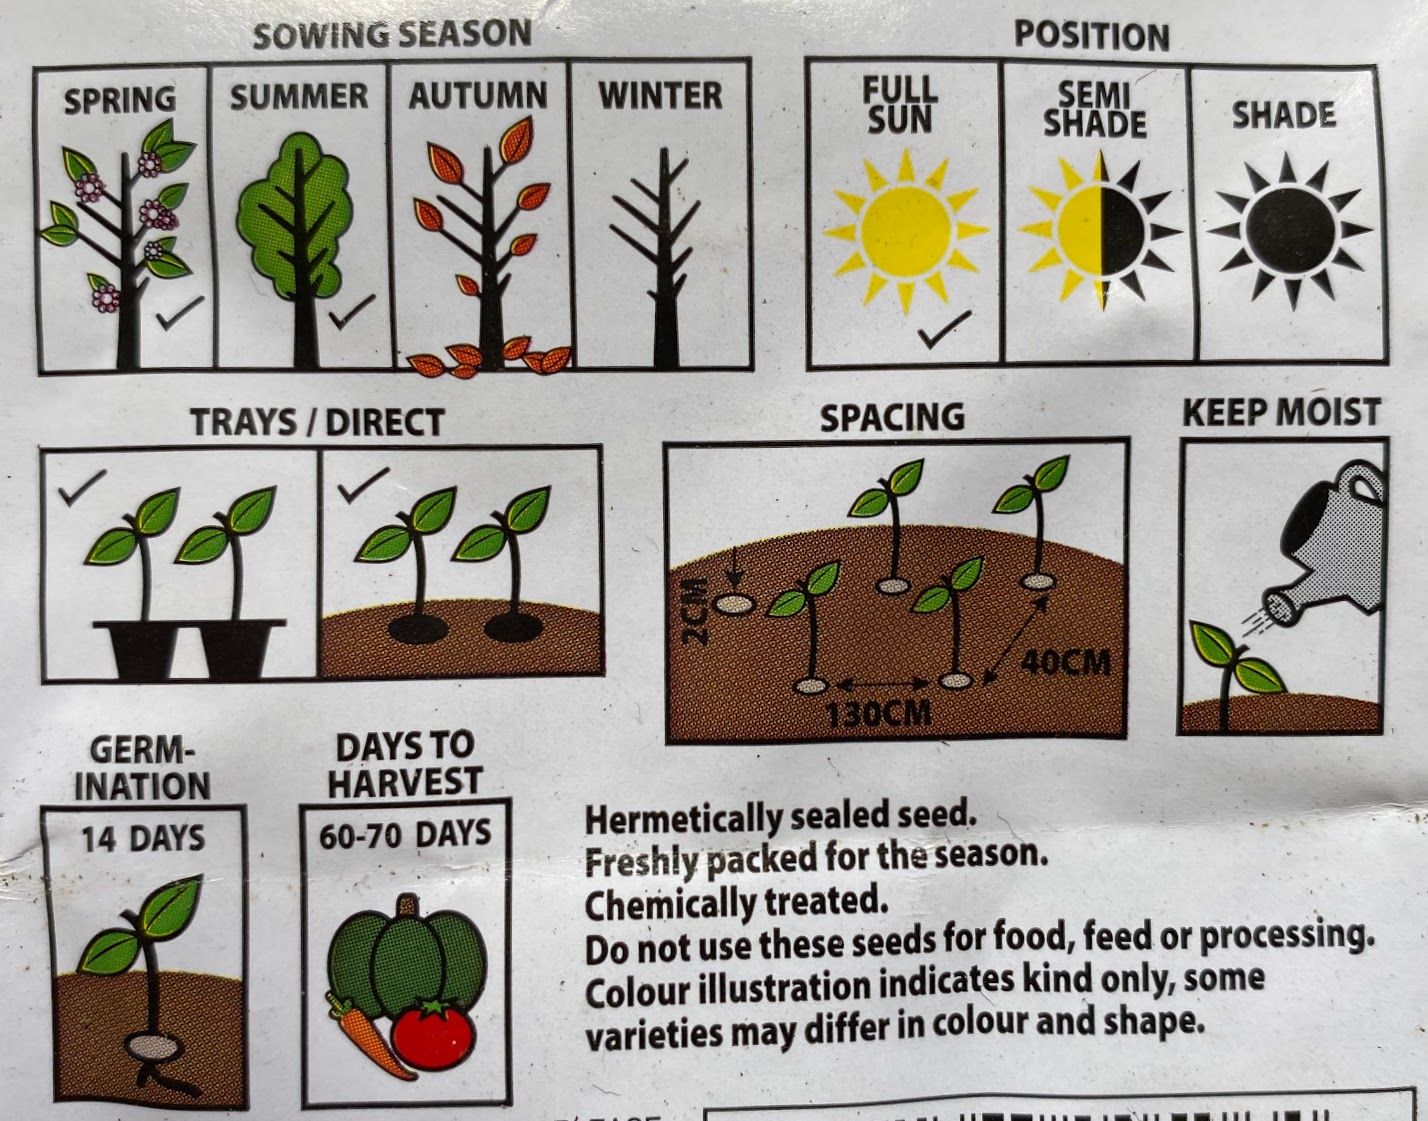 SOWING SEASON
SPRING
SUMMER
AUTUMN
WINTER
POSITION
FULL
SUN
SEMI
SHADE
SHADE
TRAYS / DIRECT
SPACING
2CM
130CM
40CM
KEEP MOIST
GERM-
INATION
14 DAYS
DAYS TO
HARVEST
60-70 DAYS
Hermetically sealed seed.
Freshly packed for the season.
Chemically treated.
Do not use these seeds for food, feed or processing.
Colour illustration indicates kind only, some
varieties may differ in colour and shape.